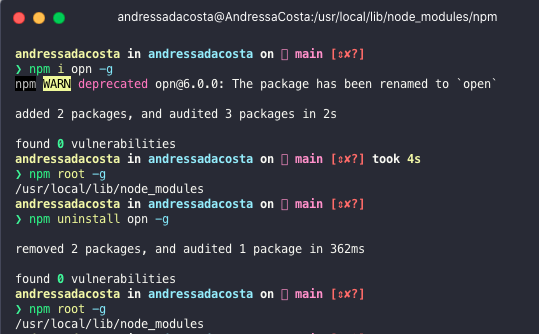 andressadacosta@AndressaCosta:/usr/local/lib/node_modules/npm
andressadacosta in andressadacosta on  main [⇕✘?]
❯ npm i opn -g
npm WARN deprecated opn@6.0.0: The package has been renamed to `open`
added 2 packages, and audited 3 packages in 2s
found 0 vulnerabilities
andressadacosta in andressadacosta on  main [⇕✘?] took 4s
❯ npm root -g
/usr/local/lib/node_modules
andressadacosta in andressadacosta on  main [⇕✘?]
❯ npm uninstall opn -g
removed 2 packages, and audited 1 package in 362ms
found 0 vulnerabilities
andressadacosta in andressadacosta on  main [⇕✘?]
❯ npm root -g
/usr/local/lib/node_modules